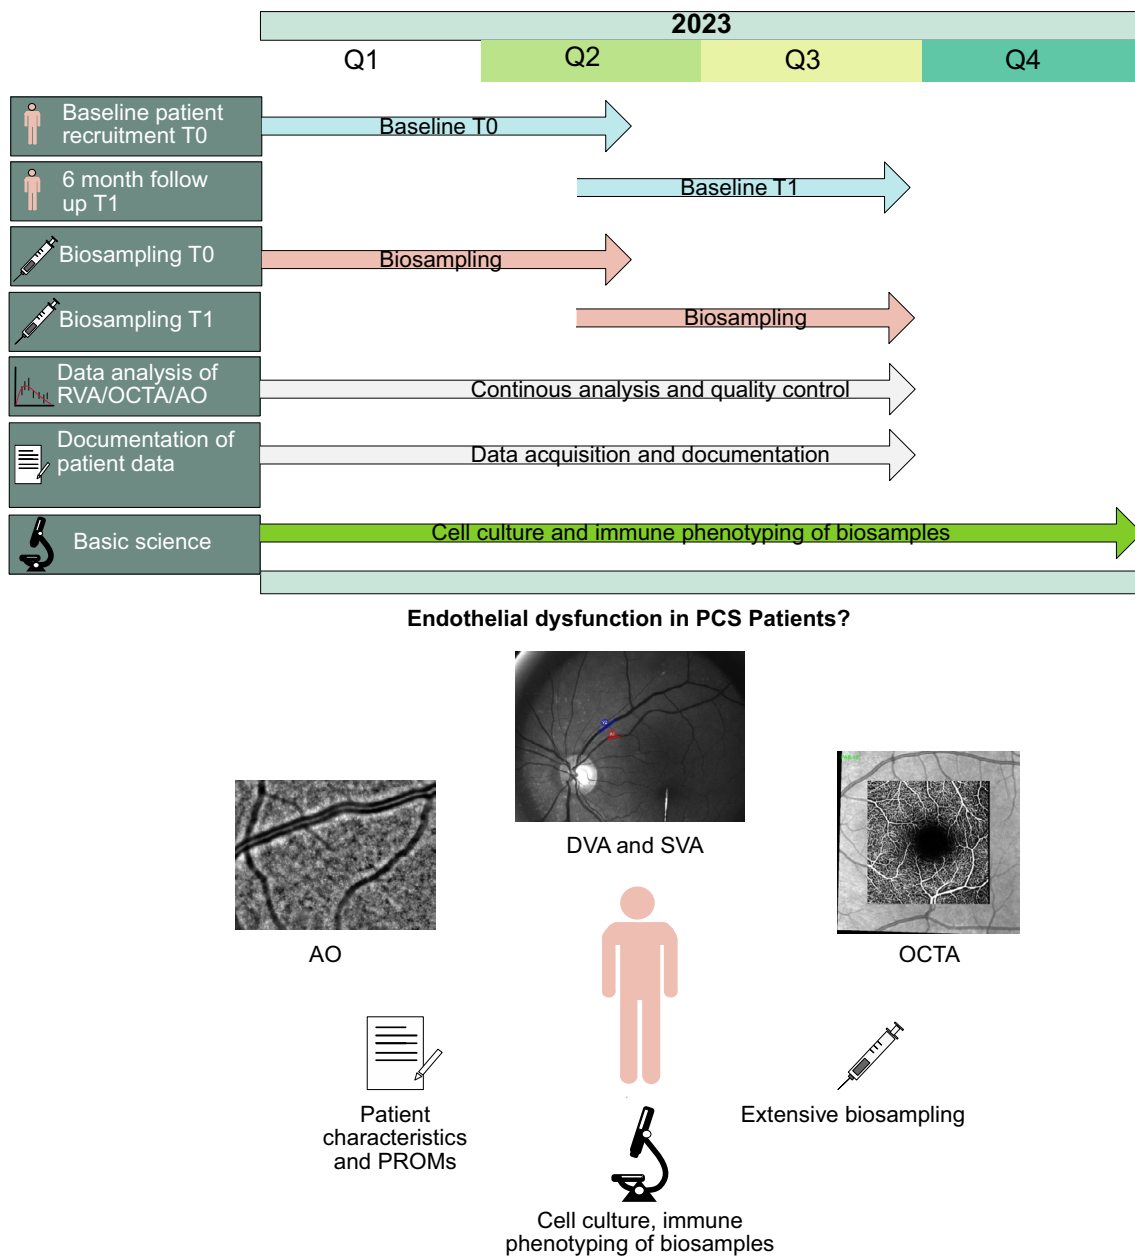 2023
Q1 Q2 Q3 Q4
Baseline patient
recruitment T0
Baseline T0
6 month follow
up T1
Baseline T1
Biosampling T0
Biosampling
Biosampling T1
Biosampling
Data analysis of
RVA/OCTA/AO
Continous analysis and quality control
Documentation of
patient data
Data acquisition and documentation
Basic science
Cell culture and immune phenotyping of biosamples
Endothelial dysfunction in PCS Patients?
DVA and SVA
AO
OCTA
Patient
characteristics
and PROMs
Extensive biosampling
Cell culture, immune
phenotyping of biosamples